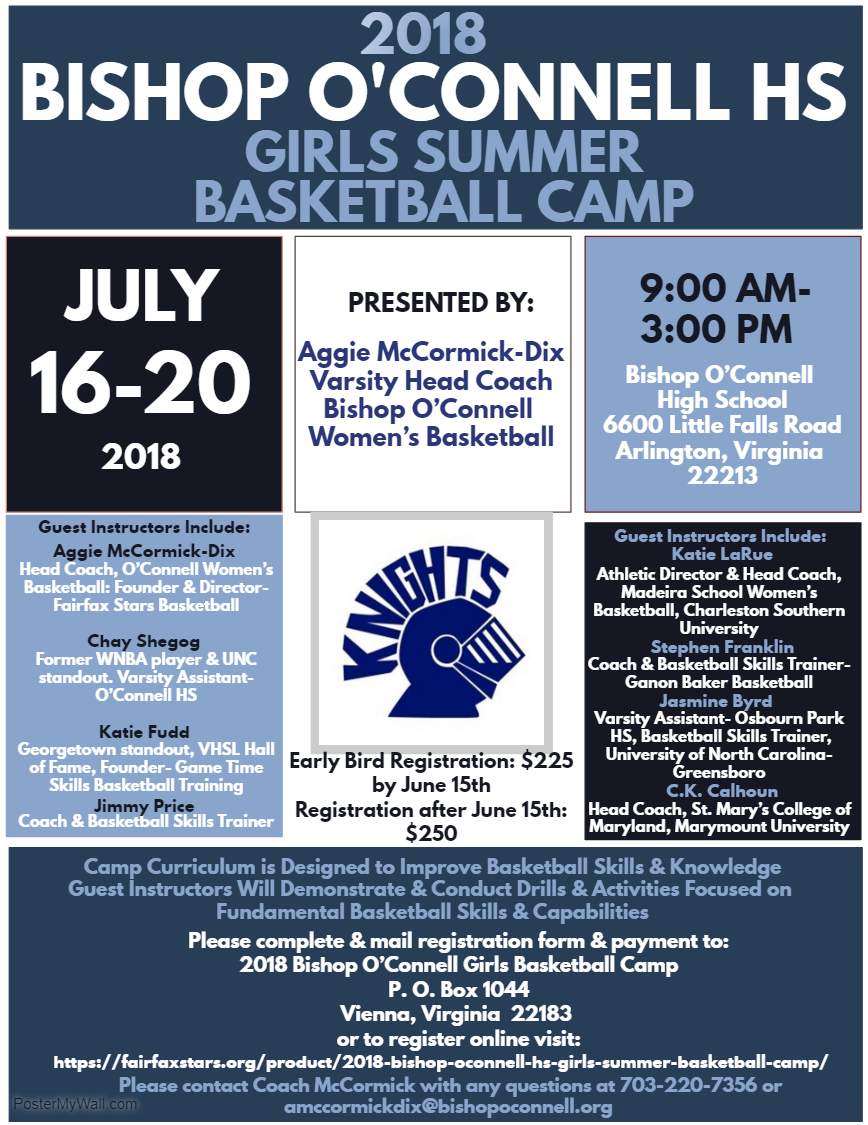 2018
BISHOP O'CONNELL HS
GIRLS SUMMER
BASKETBALL CAMP
JULY
16-20
2018
PRESENTED BY:
Aggie McCormick-Dix
Varsity Head Coach
Bishop O'Connell
Women's Basketball
9:00 AM-
3:00 PM
Bishop O'Connell
High School
6600 Little Falls Road
Arlington, Virginia
22213
Guest Instructors Include:
Aggie McCormick-Dix
Head Coach, O'Connell Women's
Basketball: Founder & Director-
Fairfax Stars Basketball
Chay Shegog
Former WNBA player & UNC
standout. Varsity Assistant-
O'Connell HS
Katie Fudd
Georgetown standout, VHSL Hall
of Fame, Founder- Game Time
Skills Basketball Training
Jimmy Price
Coach & Basketball Skills Trainer
KNIGHTS
Early Bird Registration: $225
by June 15th
Registration after June 15th:
$250
Guest Instructors Include:
Katie LaRue
Athletic Director & Head Coach,
Madeira School Women's
Basketball, Charleston Southern
University
Stephen Franklin
Coach & Basketball Skills Trainer-
Ganon Baker Basketball
Jasmine Byrd
Varsity Assistant- Osbourn Park
HS, Basketball Skills Trainer,
University of North Carolina-
Greensboro
C.K. Calhoun
Head Coach, St. Mary's College of
Maryland, Marymount University
Camp Curriculum is Designed to Improve Basketball Skills & Knowledge
Guest Instructors Will Demonstrate & Conduct Drills & Activities Focused on
Fundamental Basketball Skills & Capabilities
Please complete & mail registration form & payment to:
2018 Bishop O'Connell Girls Basketball Camp
P. O. Box 1044
Vienna, Virginia 22183
or to register online visit:
https://fairfaxstars.org/product/2018-bishop-oconnell-hs-girls-summer-basketball-camp/
Please contact Coach McCormick with any questions at 703-220-7356 or
amccormickdix@bishopoconnell.org
PosterMyWall.com